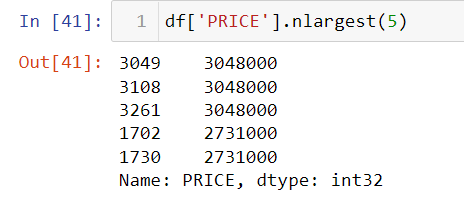 In [41]: 1 df['PRICE'].nlargest(5)
Out[41]: 3049 3048000
3108 3048000
3261 3048000
1702 2731000
1730 2731000
Name: PRICE, dtype: int32